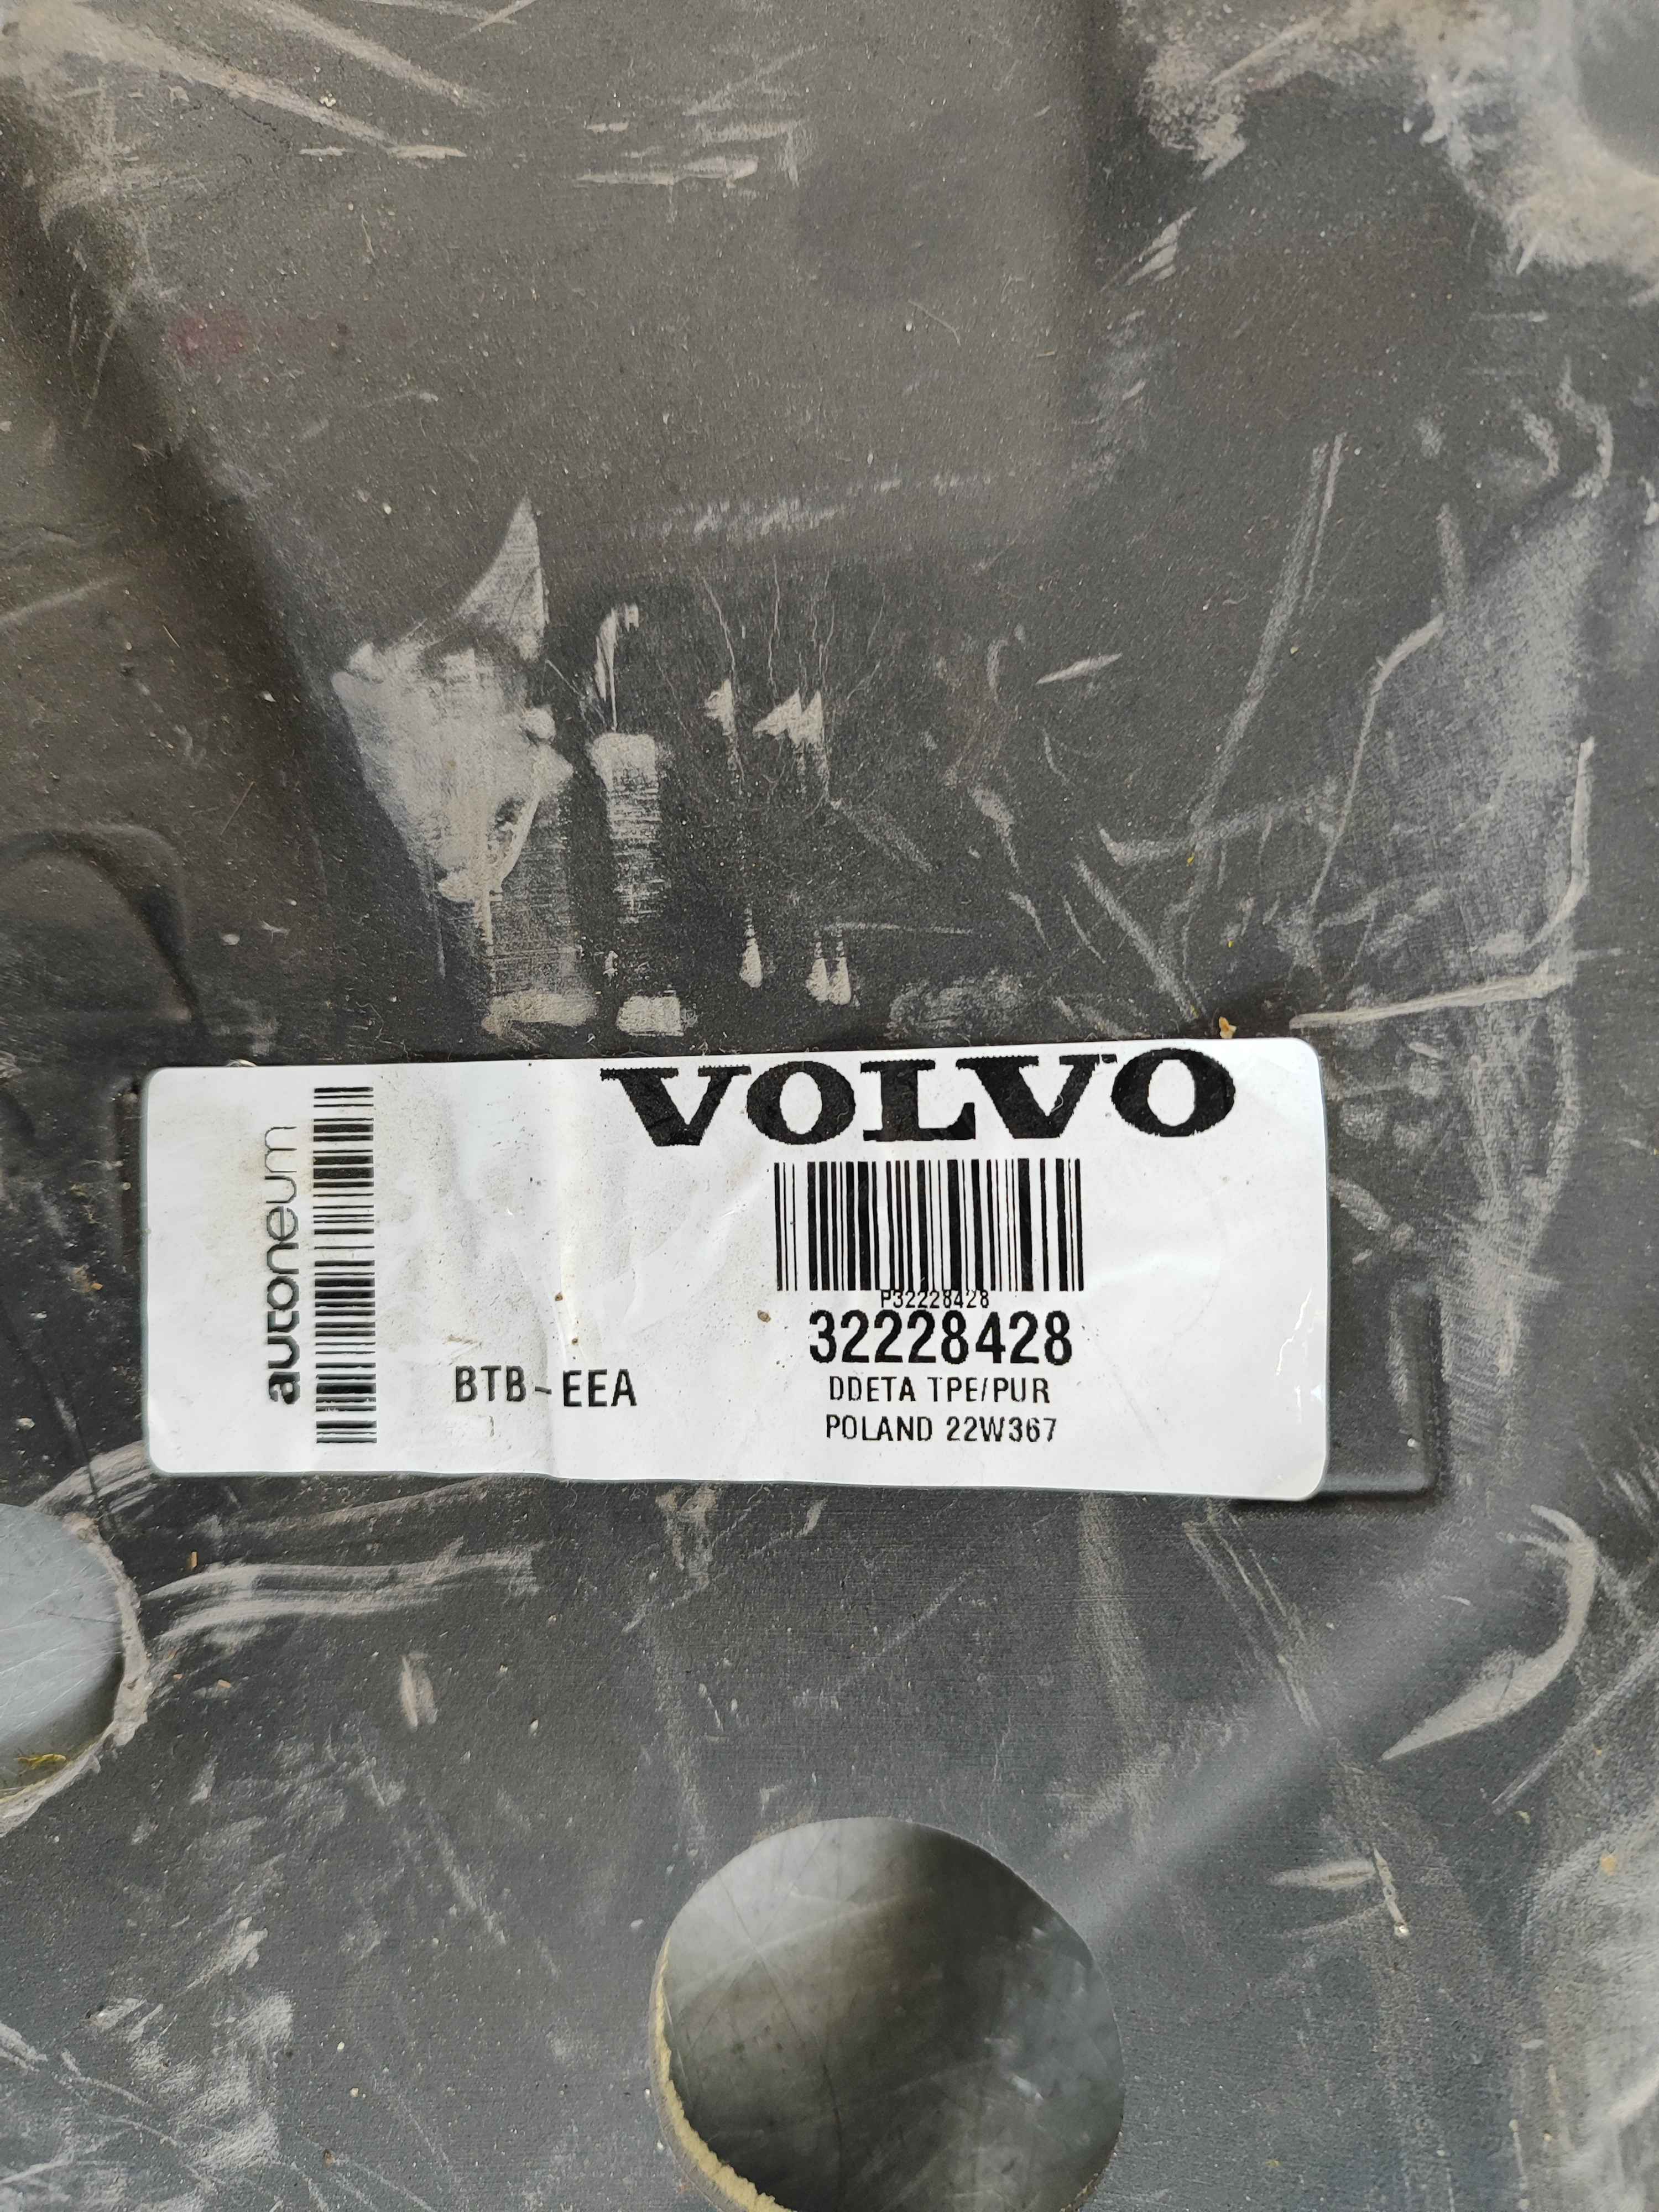 VOLVO
autoneum
P32228428
32228428
BTB-EEA
DDETA TPE/PUR
POLAND 22W367